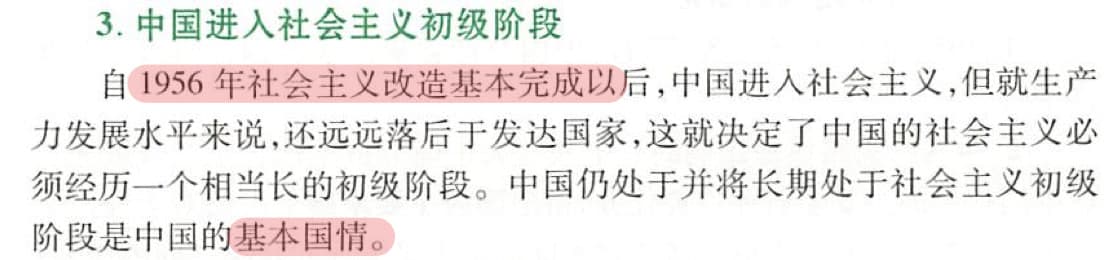 3. 中国进入社会主义初级阶段
自 1956 年社会主义改造基本完成以后,中国进入社会主义,但就生产
力发展水平来说,还远远落后于发达国家,这就决定了中国的社会主义必
须经历一个相当长的初级阶段。中国仍处于并将长期处于社会主义初级
阶段是中国的基本国情。